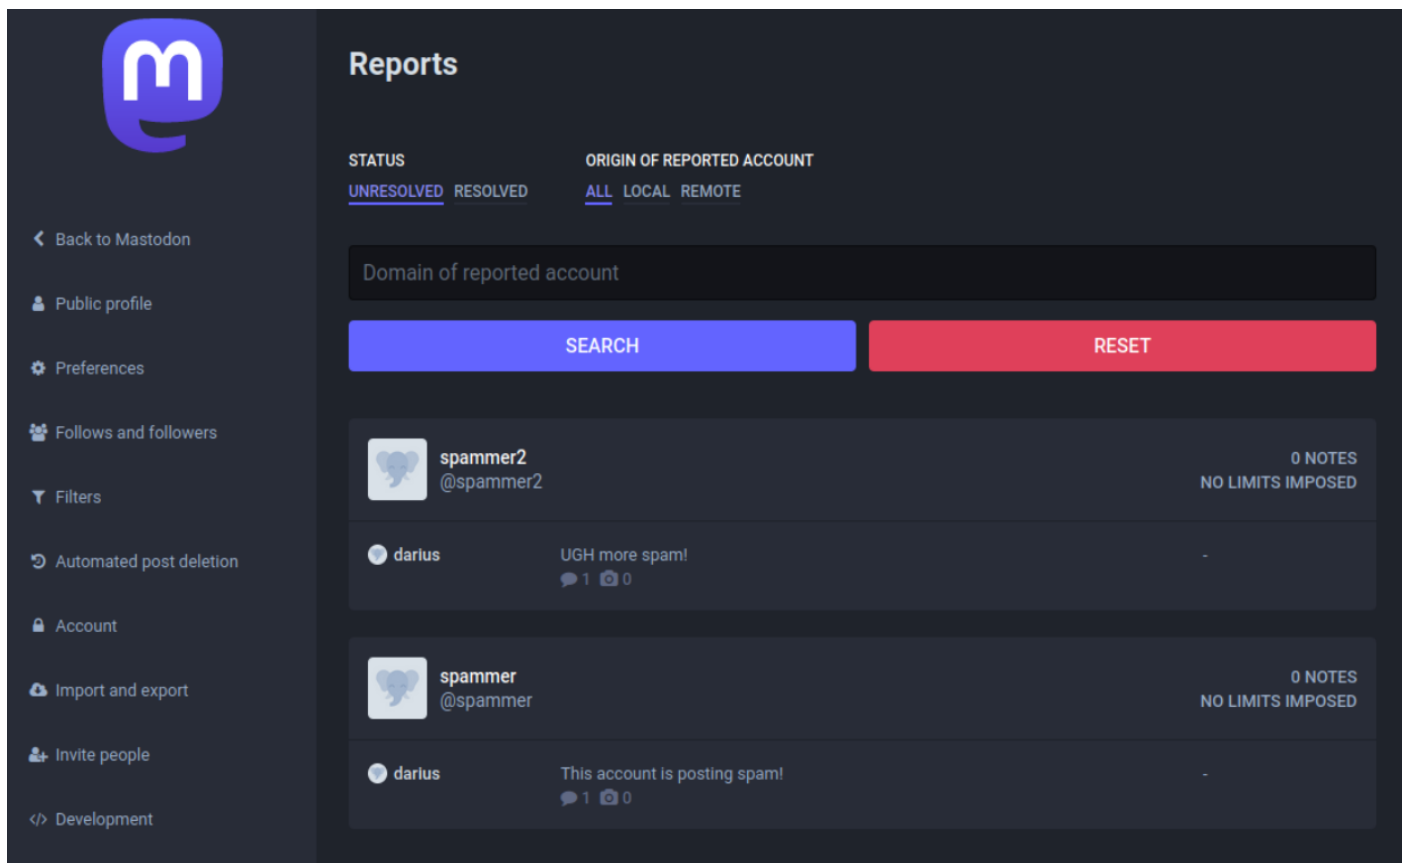 Reports
STATUS
UNRESOLVED RESOLVED
ORIGIN OF REPORTED ACCOUNT
ALL LOCAL REMOTE
Back to Mastodon
Public profile
Preferences
Follows and followers
Filters
Automated post deletion
Account
Import and export
Invite people
Development
Domain of reported account
SEARCH
RESET
spammer2
@spammer2
0 NOTES
NO LIMITS IMPOSED
darius
UGH more spam!
-
1 0
spammer
@spammer
0 NOTES
NO LIMITS IMPOSED
darius
This account is posting spam!
-
1 0